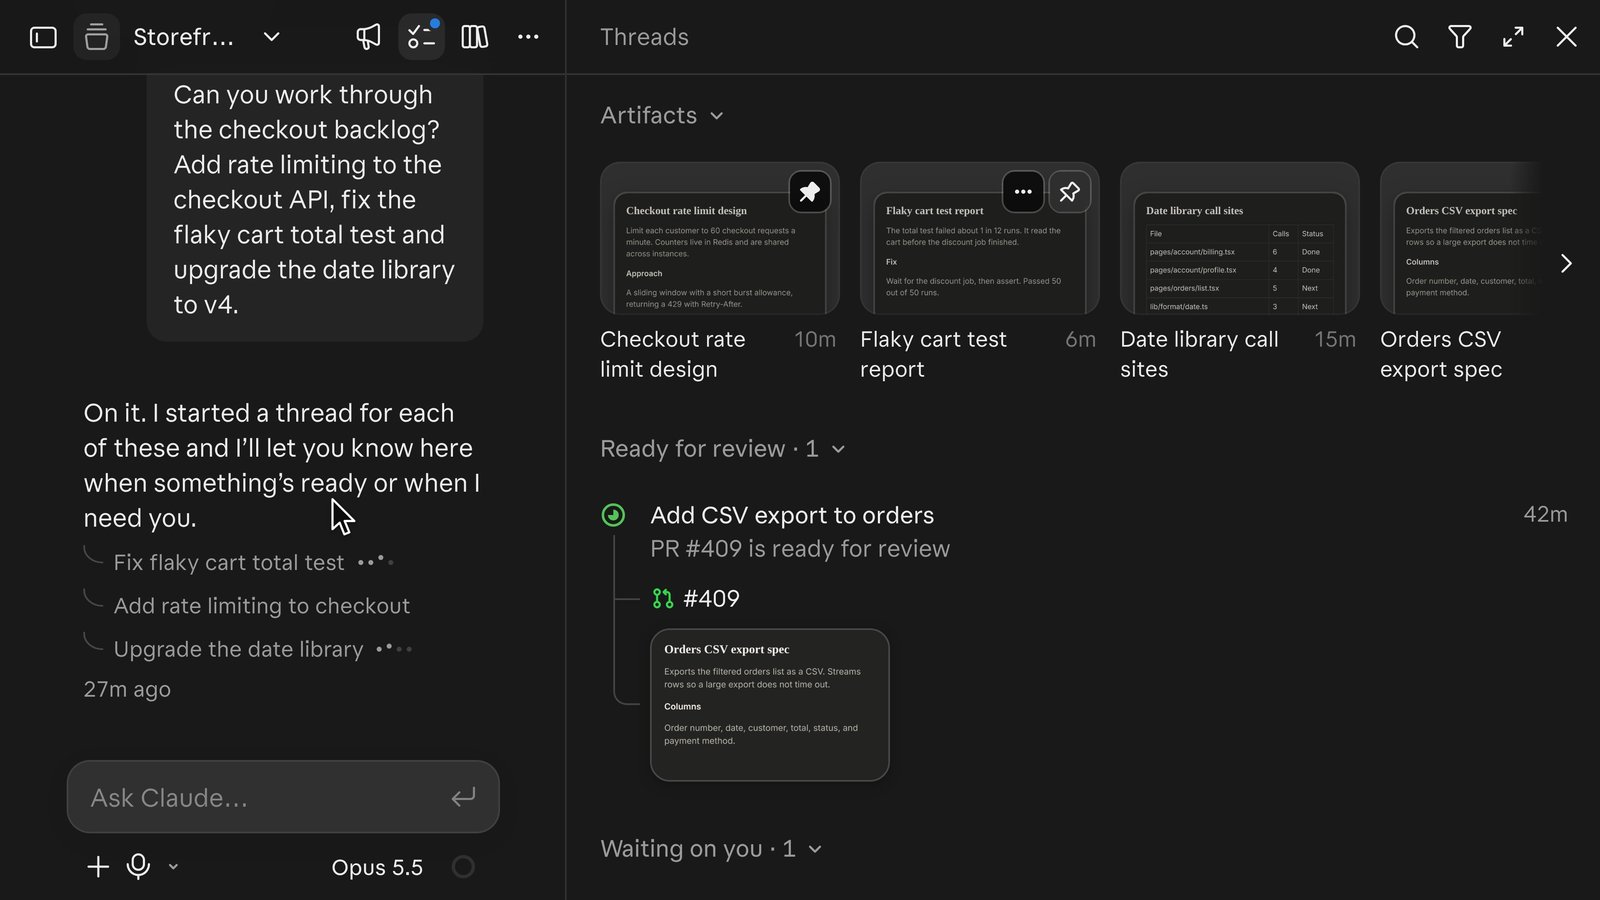 Storefr...
Can you work through
the checkout backlog?
Add rate limiting to the
checkout API, fix the
flaky cart total test and
upgrade the date library
to v4.
On it. I started a thread for each
of these and I’ll let you know here
when something’s ready or when I
need you.
Fix flaky cart total test
Add rate limiting to checkout
Upgrade the date library
27m ago
Ask Claude...
Opus 5.5
Threads
Artifacts
Checkout rate limit design
Limit each customer to 60 checkout requests a
minute. Counters live in Redis and are shared
across instances.
Approach
A sliding window with a short burst allowance,
returning a 429 with Retry-After.
Checkout rate
limit design
10m
Flaky cart test report
The total test failed about 1 in 12 runs. It read the
cart before the discount job finished.
Fix
Wait for the discount job, then assert. Passed 50
out of 50 runs.
Flaky cart test
report
6m
Date library call sites
File Calls Status
pages/account/billing.tsx 6 Done
pages/account/profile.tsx 4 Done
pages/orders/list.tsx 5 Next
lib/format/date.ts 3 Next
Date library call
sites
15m
Orders CSV export spec
Exports the filtered orders list as a
rows so a large export does not time
Columns
Order number, date, customer, total,
payment method.
Orders CSV
export spec
Ready for review · 1
Add CSV export to orders
42m
PR #409 is ready for review
#409
Orders CSV export spec
Exports the filtered orders list as a CSV. Streams
rows so a large export does not time out.
Columns
Order number, date, customer, total, status, and
payment method.
Waiting on you · 1